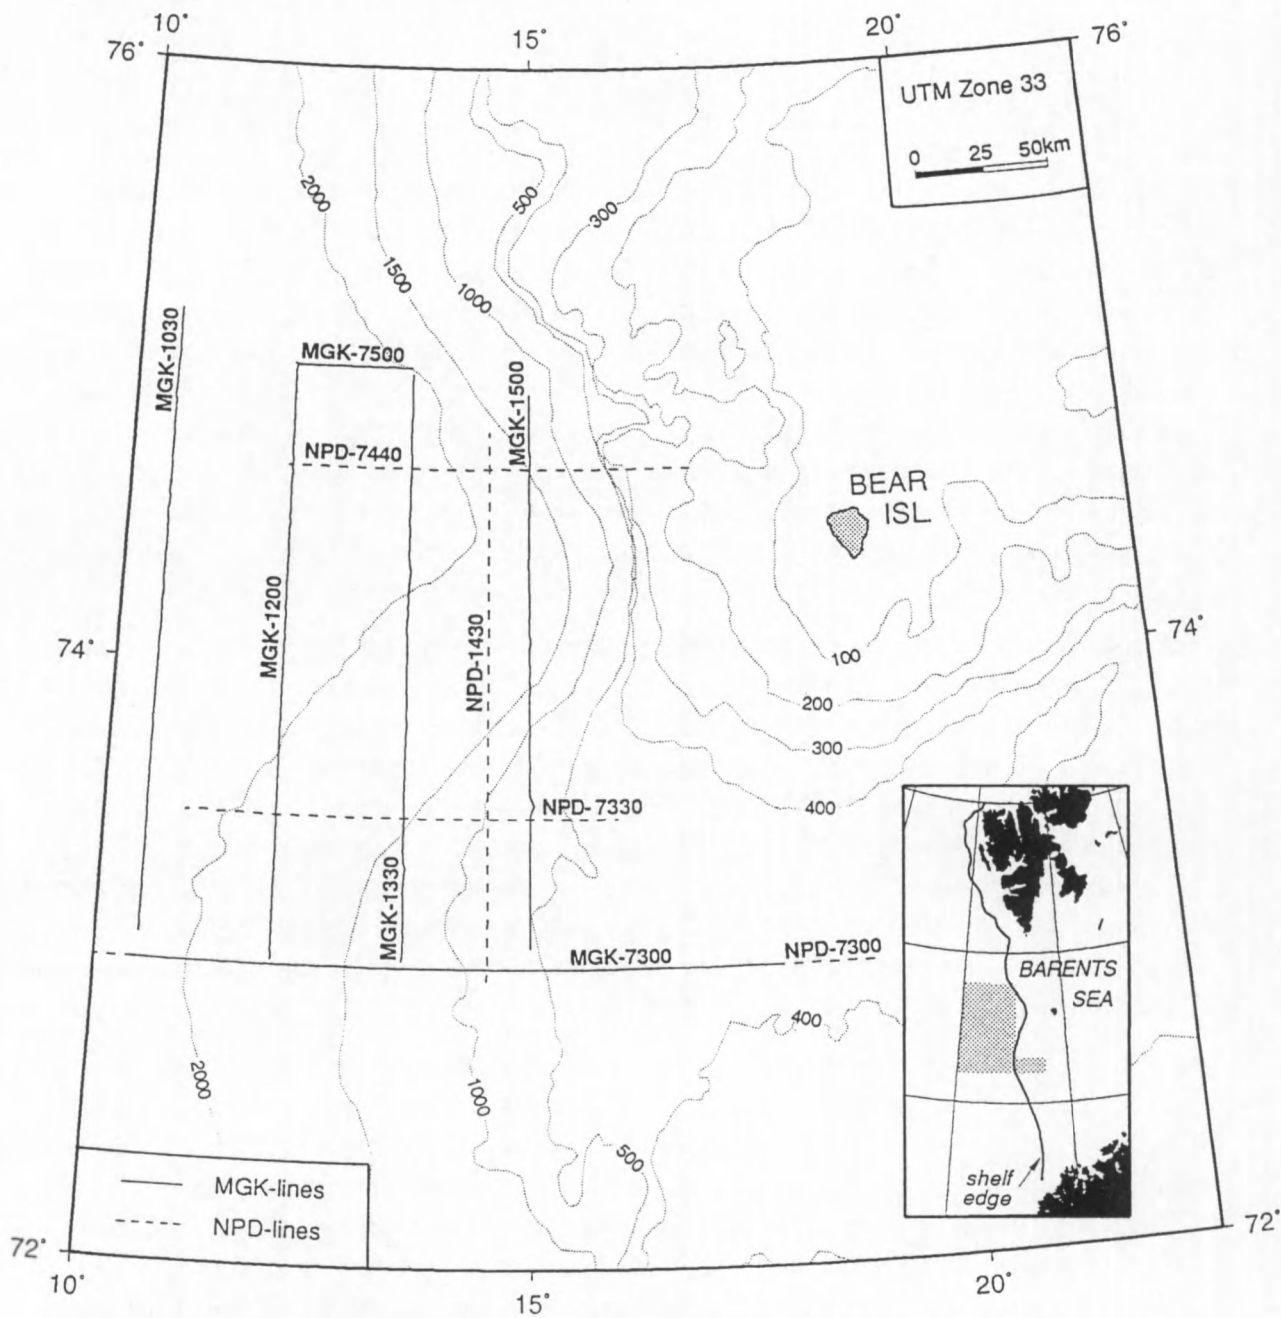 10°
15°
20°
76°
76°
UTM Zone 33
0 25 50km
2000
1500
1000
500
300
MGK-1030
MGK-7500
MGK-1500
NPD-7440
BEAR
ISL.
MGK-1200
NPD-1430
74°
74°
100
200
300
400
NPD-7330
MGK-1330
MGK-7300
NPD-7300
400
2000
1000
500
BARENTS
SEA
shelf
edge
MGK-lines
NPD-lines
72°
72°
10°
15°
20°